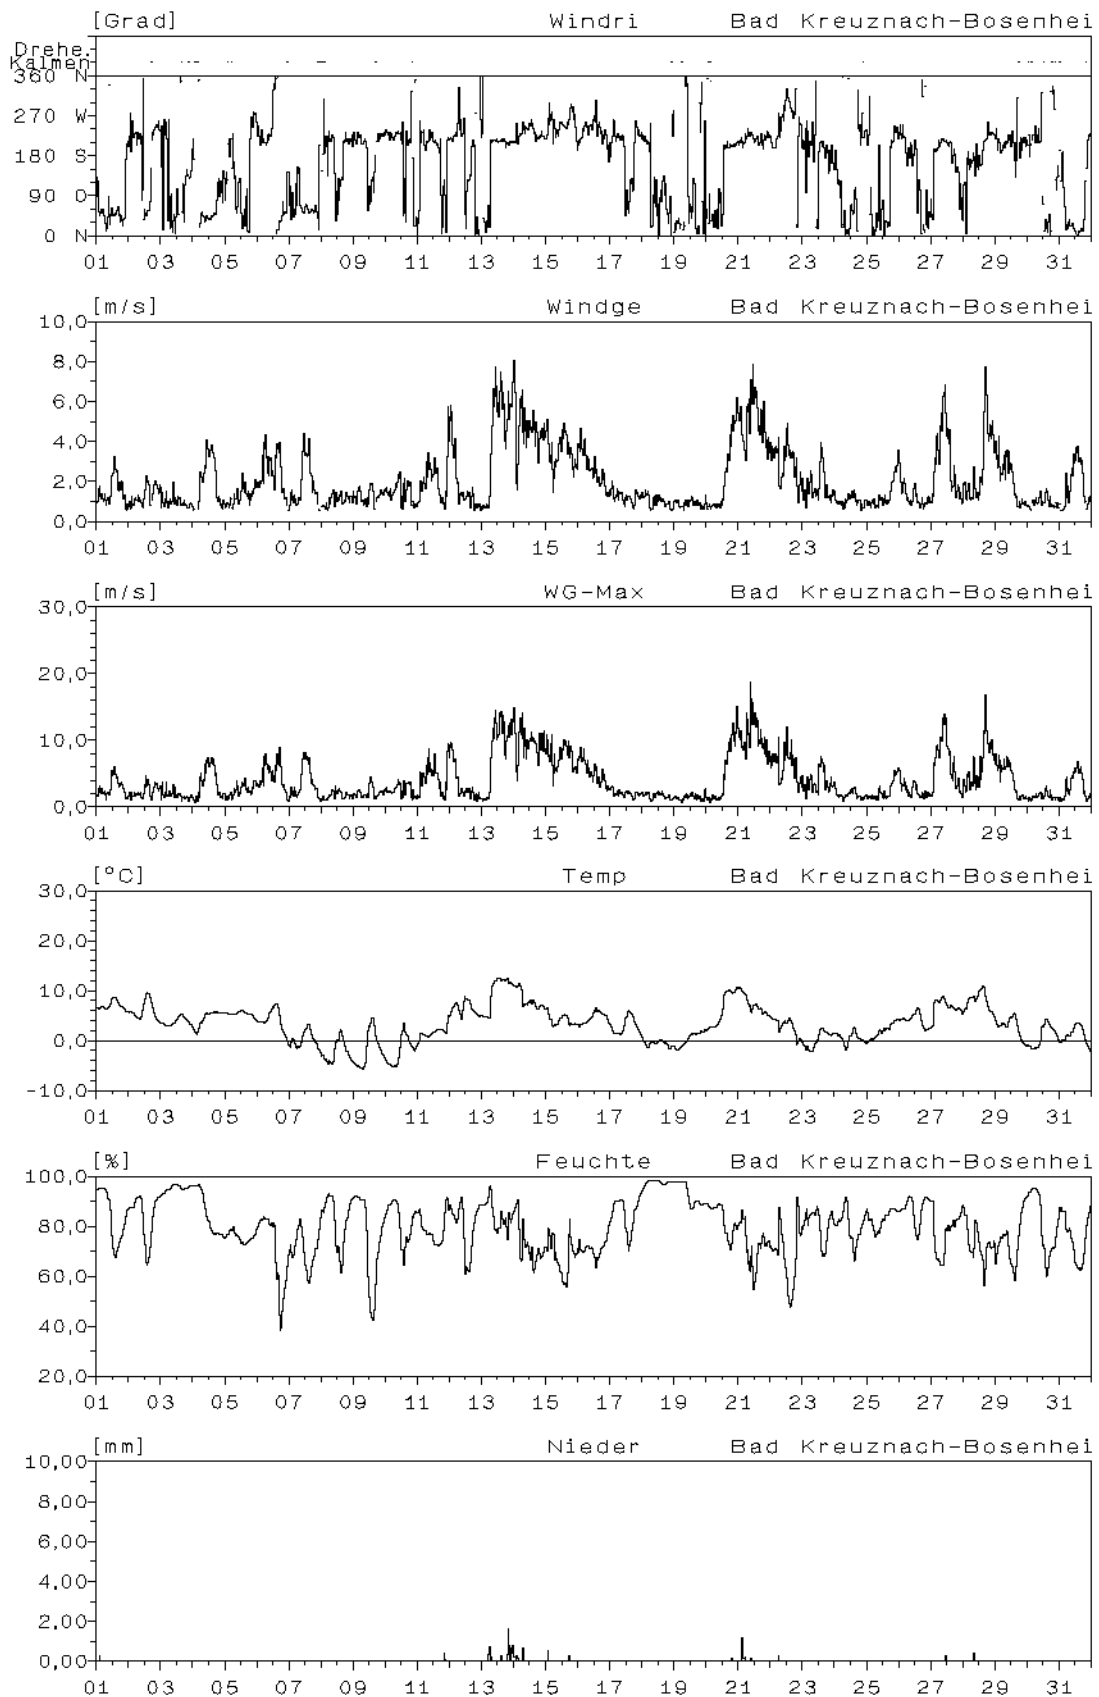 [Grad] Windri Bad Kreuznach-Bosenhei
Drehe.
Kalmen
360 N
270 W
180 S
90 O
0 N
01 03 05 07 09 11 13 15 17 19 21 23 25 27 29 31
[m/s] Windge Bad Kreuznach-Bosenhei
10,0
8,0
6,0
4,0
2,0
0,0
01 03 05 07 09 11 13 15 17 19 21 23 25 27 29 31
[m/s] WG-Max Bad Kreuznach-Bosenhei
30,0
20,0
10,0
0,0
01 03 05 07 09 11 13 15 17 19 21 23 25 27 29 31
[°C] Temp Bad Kreuznach-Bosenhei
30,0
20,0
10,0
0,0
-10,0
01 03 05 07 09 11 13 15 17 19 21 23 25 27 29 31
[%] Feuchte Bad Kreuznach-Bosenhei
100,0
80,0
60,0
40,0
20,0
01 03 05 07 09 11 13 15 17 19 21 23 25 27 29 31
[mm] Nieder Bad Kreuznach-Bosenhei
10,00
8,00
6,00
4,00
2,00
0,00
01 03 05 07 09 11 13 15 17 19 21 23 25 27 29 31